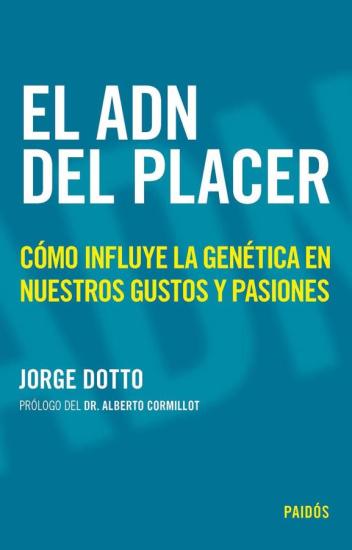 EL ADN
DEL PLACER
CÓMO INFLUYE LA GENÉTICA EN
NUESTROS GUSTOS Y PASIONES
JORGE DOTTO
PRÓLOGO DEL DR. ALBERTO CORMILLOT
PAIDÓS